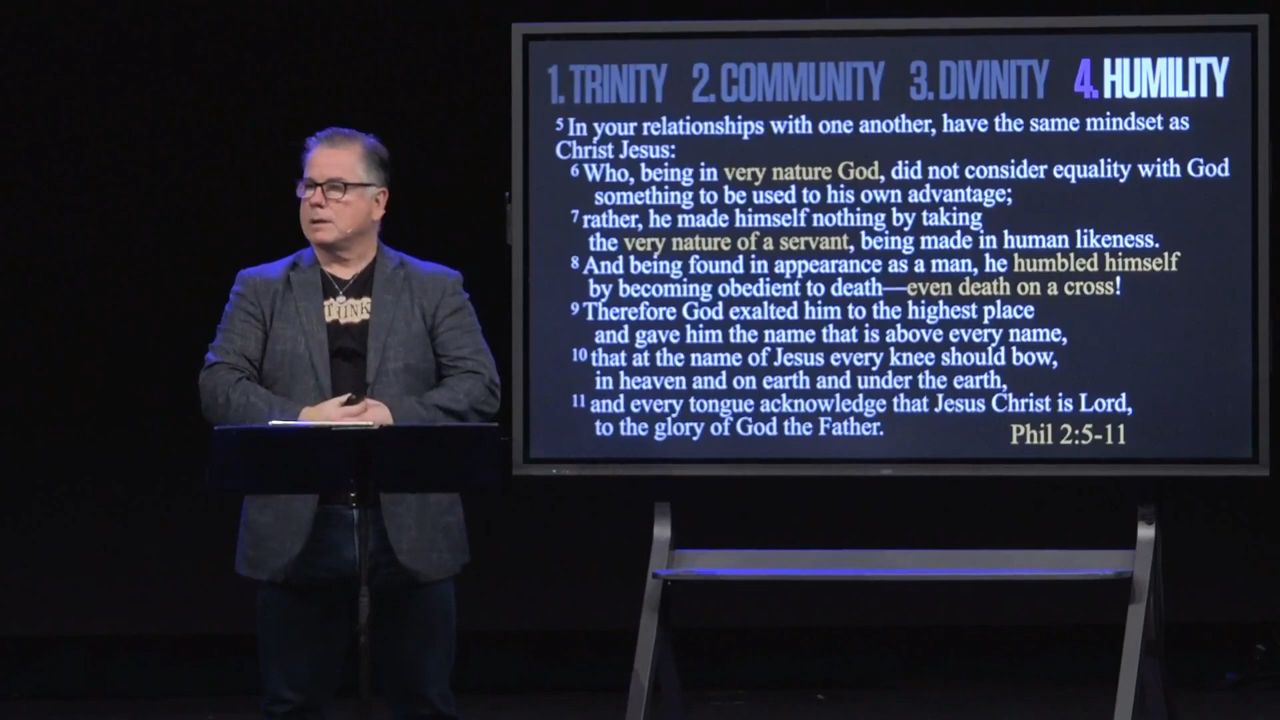 1. TRINITY 2. COMMUNITY 3. DIVINITY 4. HUMILITY
5 In your relationships with one another, have the same mindset as
Christ Jesus:
6 Who, being in very nature God, did not consider equality with God
something to be used to his own advantage;
7 rather, he made himself nothing by taking
the very nature of a servant, being made in human likeness.
8 And being found in appearance as a man, he humbled himself
by becoming obedient to death—even death on a cross!
9 Therefore God exalted him to the highest place
and gave him the name that is above every name,
10 that at the name of Jesus every knee should bow,
in heaven and on earth and under the earth,
11 and every tongue acknowledge that Jesus Christ is Lord,
to the glory of God the Father.
Phil 2:5-11
THINK